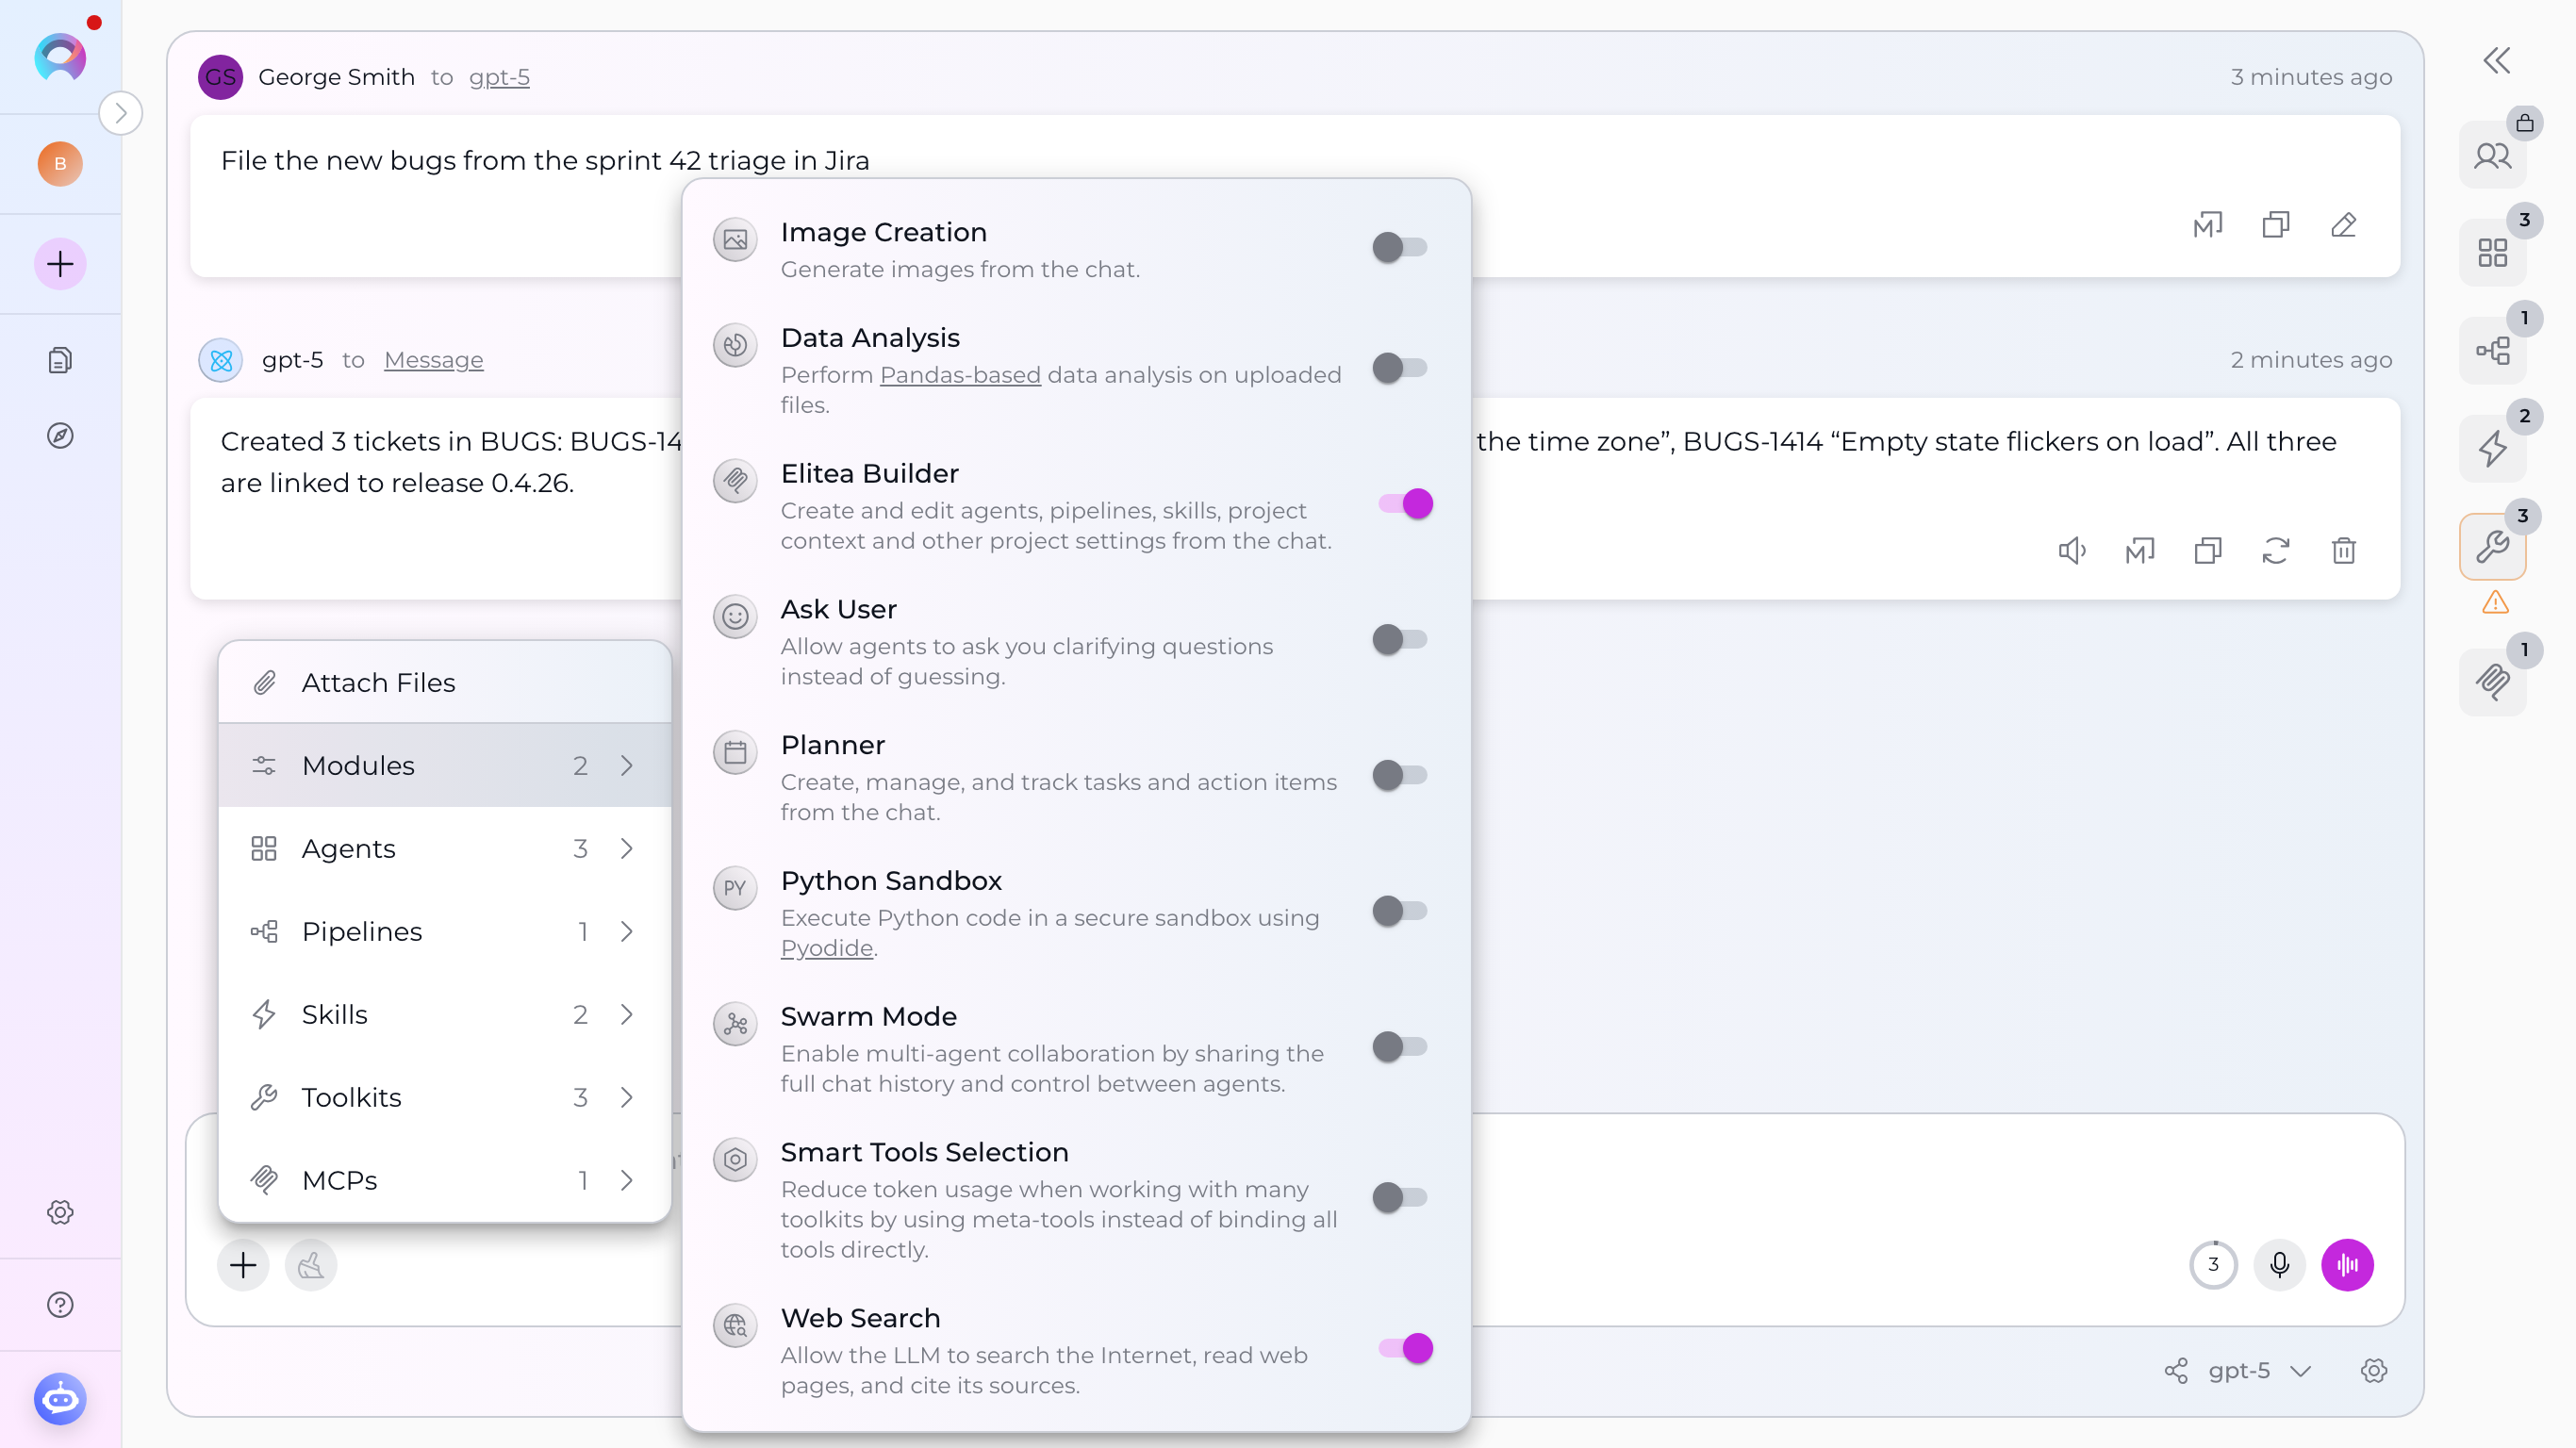 GS George Smith to gpt-5 3 minutes ago
B
File the new bugs from the sprint 42 triage in Jira
3
1
2
3
1
gpt-5 to Message 2 minutes ago
Created 3 tickets in BUGS: BUGS-14 the time zone”, BUGS-1414 “Empty state flickers on load”. All three
are linked to release 0.4.26.
Attach Files
Modules 2
Agents 3
Pipelines 1
Skills 2
Toolkits 3
MCPs 1
Image Creation
Generate images from the chat.
Data Analysis
Perform Pandas-based data analysis on uploaded
files.
Elitea Builder
Create and edit agents, pipelines, skills, project
context and other project settings from the chat.
Ask User
Allow agents to ask you clarifying questions
instead of guessing.
Planner
Create, manage, and track tasks and action items
from the chat.
PY
Python Sandbox
Execute Python code in a secure sandbox using
Pyodide.
Swarm Mode
Enable multi-agent collaboration by sharing the
full chat history and control between agents.
Smart Tools Selection
Reduce token usage when working with many
toolkits by using meta-tools instead of binding all
tools directly.
Web Search
Allow the LLM to search the Internet, read web
pages, and cite its sources.
3
gpt-5